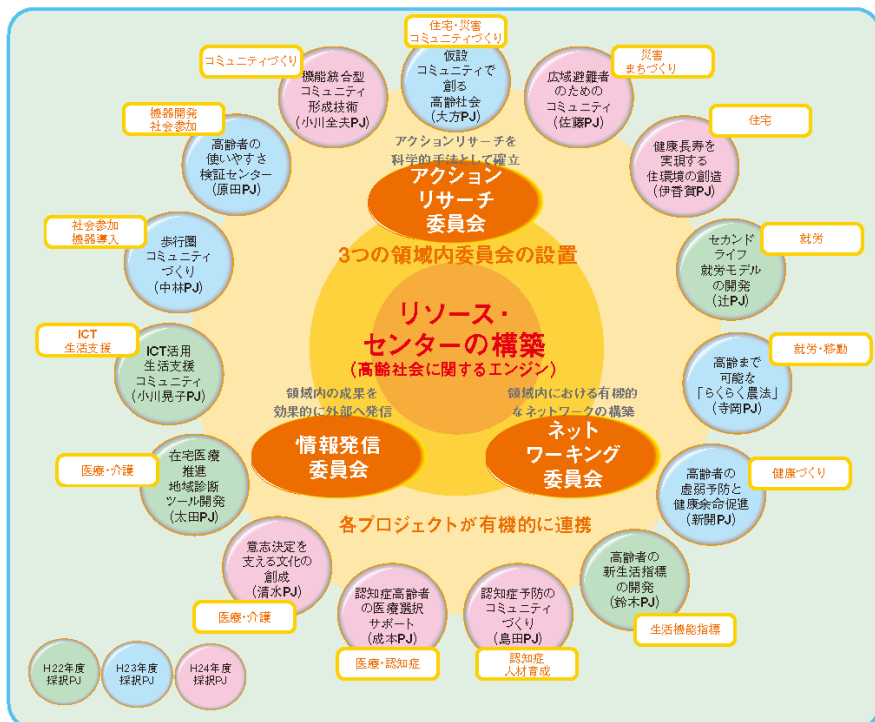 住宅・災害
コミュニティづくり
仮設
コミュニティで
創る
高齢社会
(大方PJ)
災害
まちづくり
広域避難者
のための
コミュニティ
(佐藤PJ)
住宅
健康長寿を
実現する
住環境の創造
(伊香賀PJ)
就労
セカンド
ライフ
就労モデル
の開発
(辻PJ)
就労・移動
高齢まで
可能な
「らくらく農法」
(寺岡PJ)
健康づくり
高齢者の
虚弱予防と
健康余命促進
(新開PJ)
高齢者の
新生活指標
の開発
(鈴木PJ)
生活機能指標
認知症予防の
コミュニティ
づくり
(島田PJ)
認知症
人材育成
認知症高齢者
の医療選択
サポート
(成本PJ)
医療・認知症
意志決定を
支える文化の
創成
(清水PJ)
医療・介護
医療・介護
在宅医療
推進
地域診断
ツール開発
(太田PJ)
ICT
生活支援
ICT活用
生活支援
コミュニティ
(小川晃子PJ)
社会参加
機器導入
歩行圏
コミュニティ
づくり
(中林PJ)
機器開発
社会参加
高齢者の
使いやすさ
検証センター
(原田PJ)
コミュニティづくり
機能統合型
コミュニティ
形成技術
(小川全夫PJ)
アクションリサーチを
科学的手法として確立
アクション
リサーチ
委員会
3つの領域内委員会の設置
リソース・
センターの構築
(高齢社会に関するエンジン)
領域内の成果を
効果的に外部へ発信
情報発信
委員会
領域内における有機的
なネットワークの構築
ネット
ワーキング
委員会
各プロジェクトが有機的に連携
H22年度
採択PJ
H23年度
採択PJ
H24年度
採択PJ